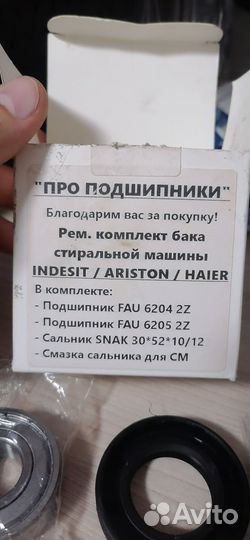 "ПРО ПОДШИПНИКИ"
Благодарим вас за покупку!
Рем. комплект бака
стиральной машины
INDESIT / ARISTON / HAIER
В комплекте:
- Подшипник FAU 6204 2Z
- Подшипник FAU 6205 2Z
- Сальник SNAK 30*52*10/12
- Смазка сальника для СМ
Avito